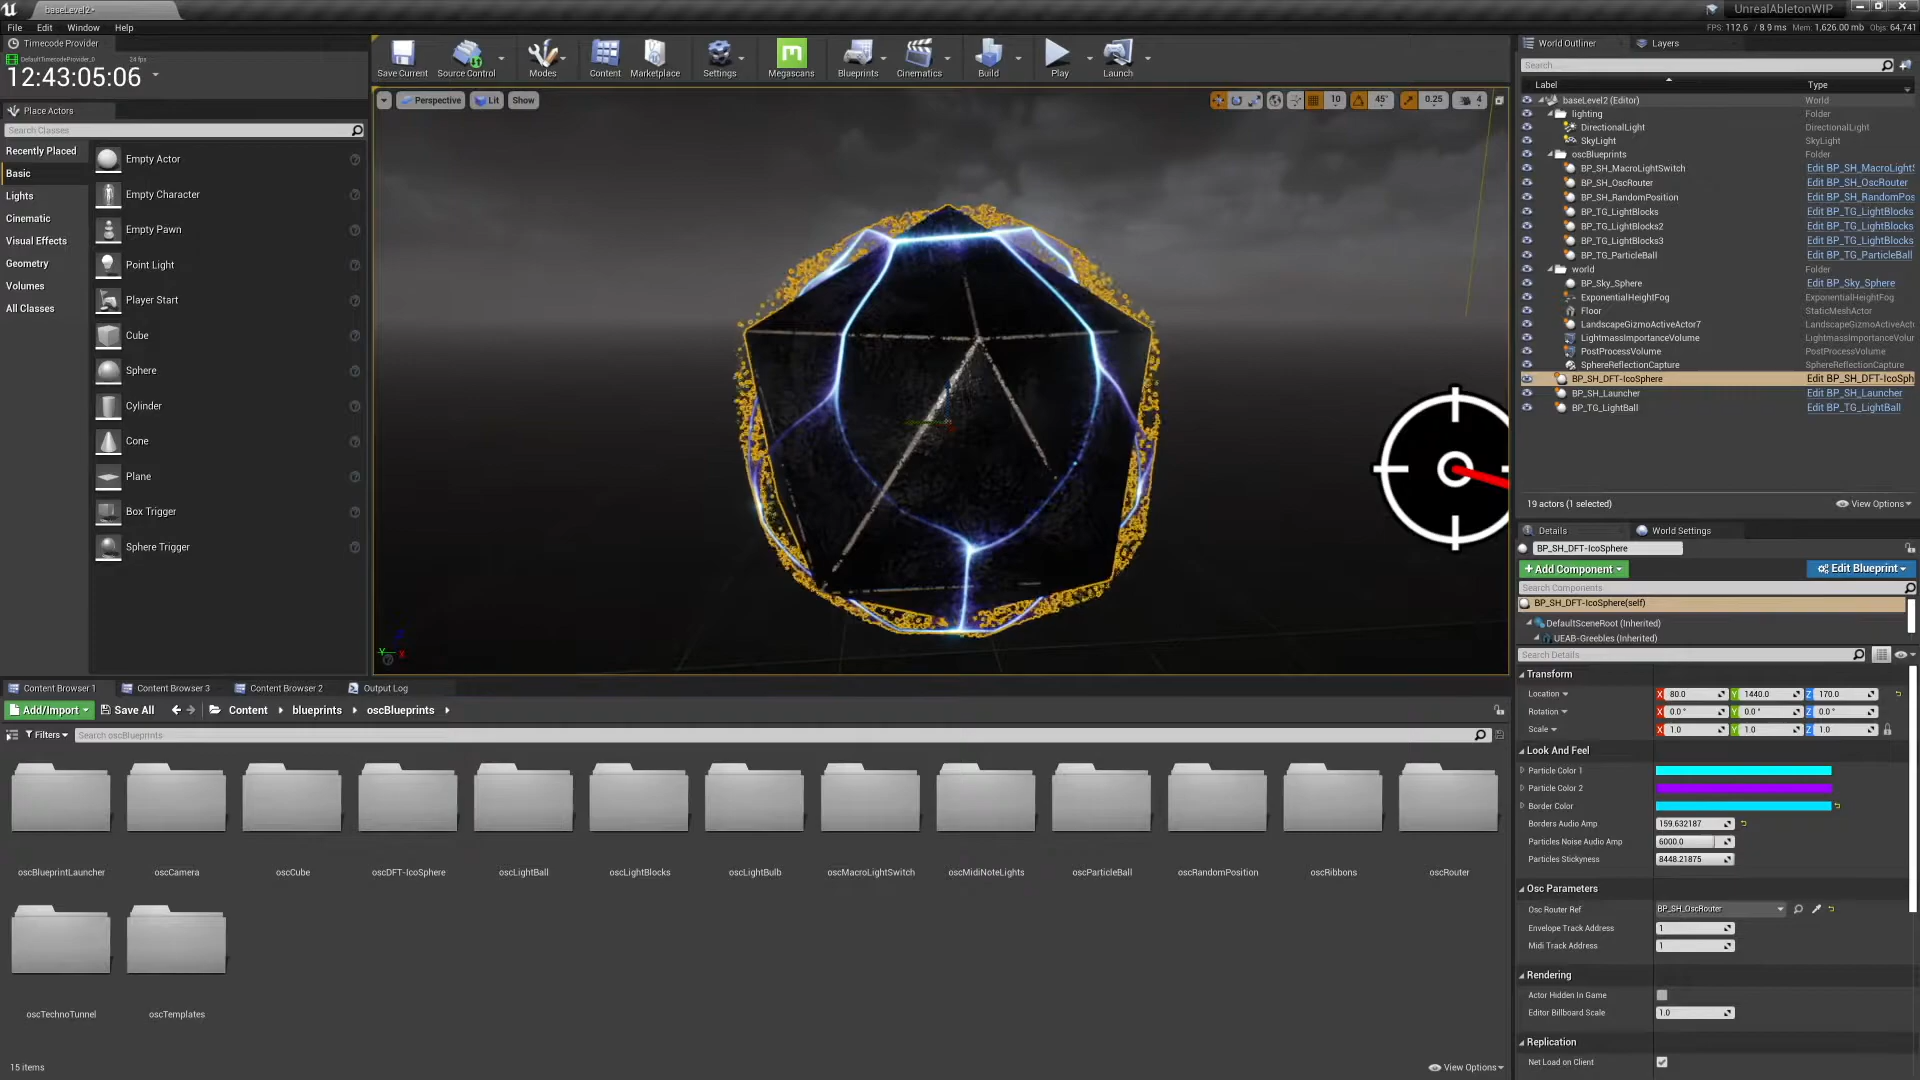 baseLevel2*
UnrealAbletonWIP
File Edit Window Help
FPS: 112.6 / 8.9 ms Mem: 1,626.00 mb Objs: 64,741
Timecode Provider
DefaultTimecodeProvider_0 24 fps
12:43:05:06
Save Current Source Control Modes Content Marketplace Settings Megascans Blueprints Cinematics Build Play Launch
Place Actors
Search Classes
Recently Placed
Basic
Lights
Cinematic
Visual Effects
Geometry
Volumes
All Classes
Empty Actor
Empty Character
Empty Pawn
Point Light
Player Start
Cube
Sphere
Cylinder
Cone
Plane
Box Trigger
Sphere Trigger
Perspective Lit Show
10 45° 0.25 4
World Outliner Layers
Search...
Label Type
baseLevel2 (Editor) World
lighting Folder
DirectionalLight DirectionalLight
SkyLight SkyLight
oscBlueprints Folder
BP_SH_MacroLightSwitch Edit BP_SH_MacroLightS
BP_SH_OscRouter Edit BP_SH_OscRouter
BP_SH_RandomPosition Edit BP_SH_RandomPos
BP_TG_LightBlocks Edit BP_TG_LightBlocks
BP_TG_LightBlocks2 Edit BP_TG_LightBlocks
BP_TG_LightBlocks3 Edit BP_TG_LightBlocks
BP_TG_ParticleBall Edit BP_TG_ParticleBall
world Folder
BP_Sky_Sphere Edit BP_Sky_Sphere
ExponentialHeightFog ExponentialHeightFog
Floor StaticMeshActor
LandscapeGizmoActiveActor7 LandscapeGizmoActiveActo
LightmassImportanceVolume LightmassImportanceVolur
PostProcessVolume PostProcessVolume
SphereReflectionCapture SphereReflectionCapture
BP_SH_DFT-IcoSphere Edit BP_SH_DFT-IcoSph
BP_SH_Launcher Edit BP_SH_Launcher
BP_TG_LightBall Edit BP_TG_LightBall
19 actors (1 selected) View Options
Details World Settings
BP_SH_DFT-IcoSphere
+Add Component Edit Blueprint
Search Components
BP_SH_DFT-IcoSphere(self)
DefaultSceneRoot (Inherited)
UEAB-Greebles (Inherited)
Search Details
Transform
Location X 80.0 Y 1440.0 Z 170.0
Rotation X 0.0° Y 0.0° Z 0.0°
Scale X 1.0 Y 1.0 Z 1.0
Look And Feel
Particle Color 1
Particle Color 2
Border Color
Borders Audio Amp 159.632187
Particles Noise Audio Amp 6000.0
Particles Stickyness 8448.21875
Osc Parameters
Osc Router Ref BP_SH_OscRouter
Envelope Track Address 1
Midi Track Address 1
Rendering
Actor Hidden In Game
Editor Billboard Scale 1.0
Replication
Net Load on Client
Z
Y X
Content Browser 1 Content Browser 3 Content Browser 2 Output Log
Add/Import Save All Content blueprints oscBlueprints
Filters Search oscBlueprints
oscBlueprintLauncher oscCamera oscCube oscDFT-IcoSphere oscLightBall oscLightBlocks oscLightBulb oscMacroLightSwitch oscMidiNoteLights oscParticleBall oscRandomPosition oscRibbons oscRouter
oscTechnoTunnel oscTemplates
15 items View Options